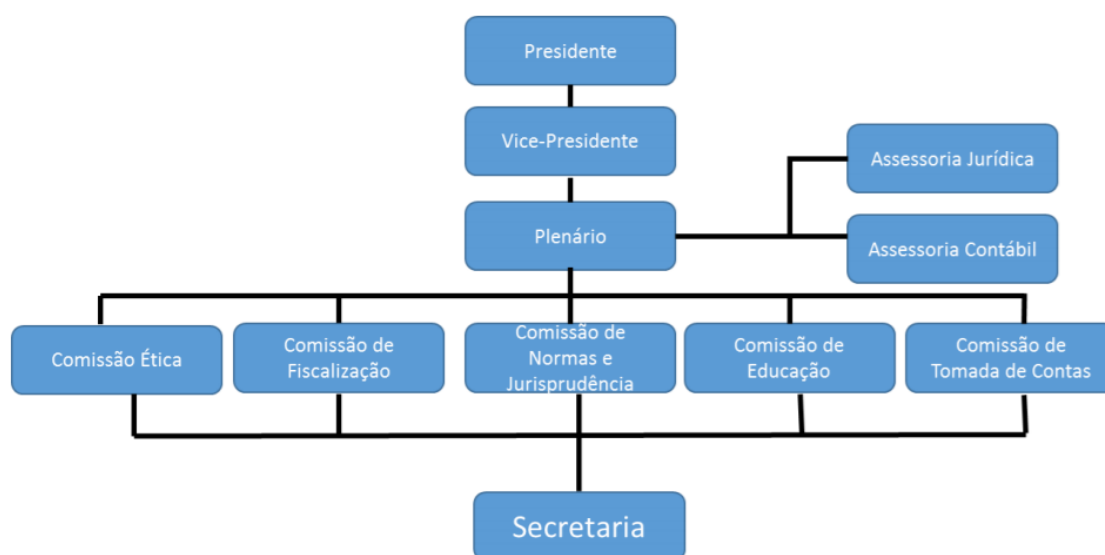 Presidente
Vice-Presidente
Assessoria Jurídica
Plenário
Assessoria Contábil
Comissão Ética
Comissão de
Fiscalização
Comissão de
Normas e
Jurisprudência
Comissão de
Educação
Comissão de
Tomada de Contas
Secretaria